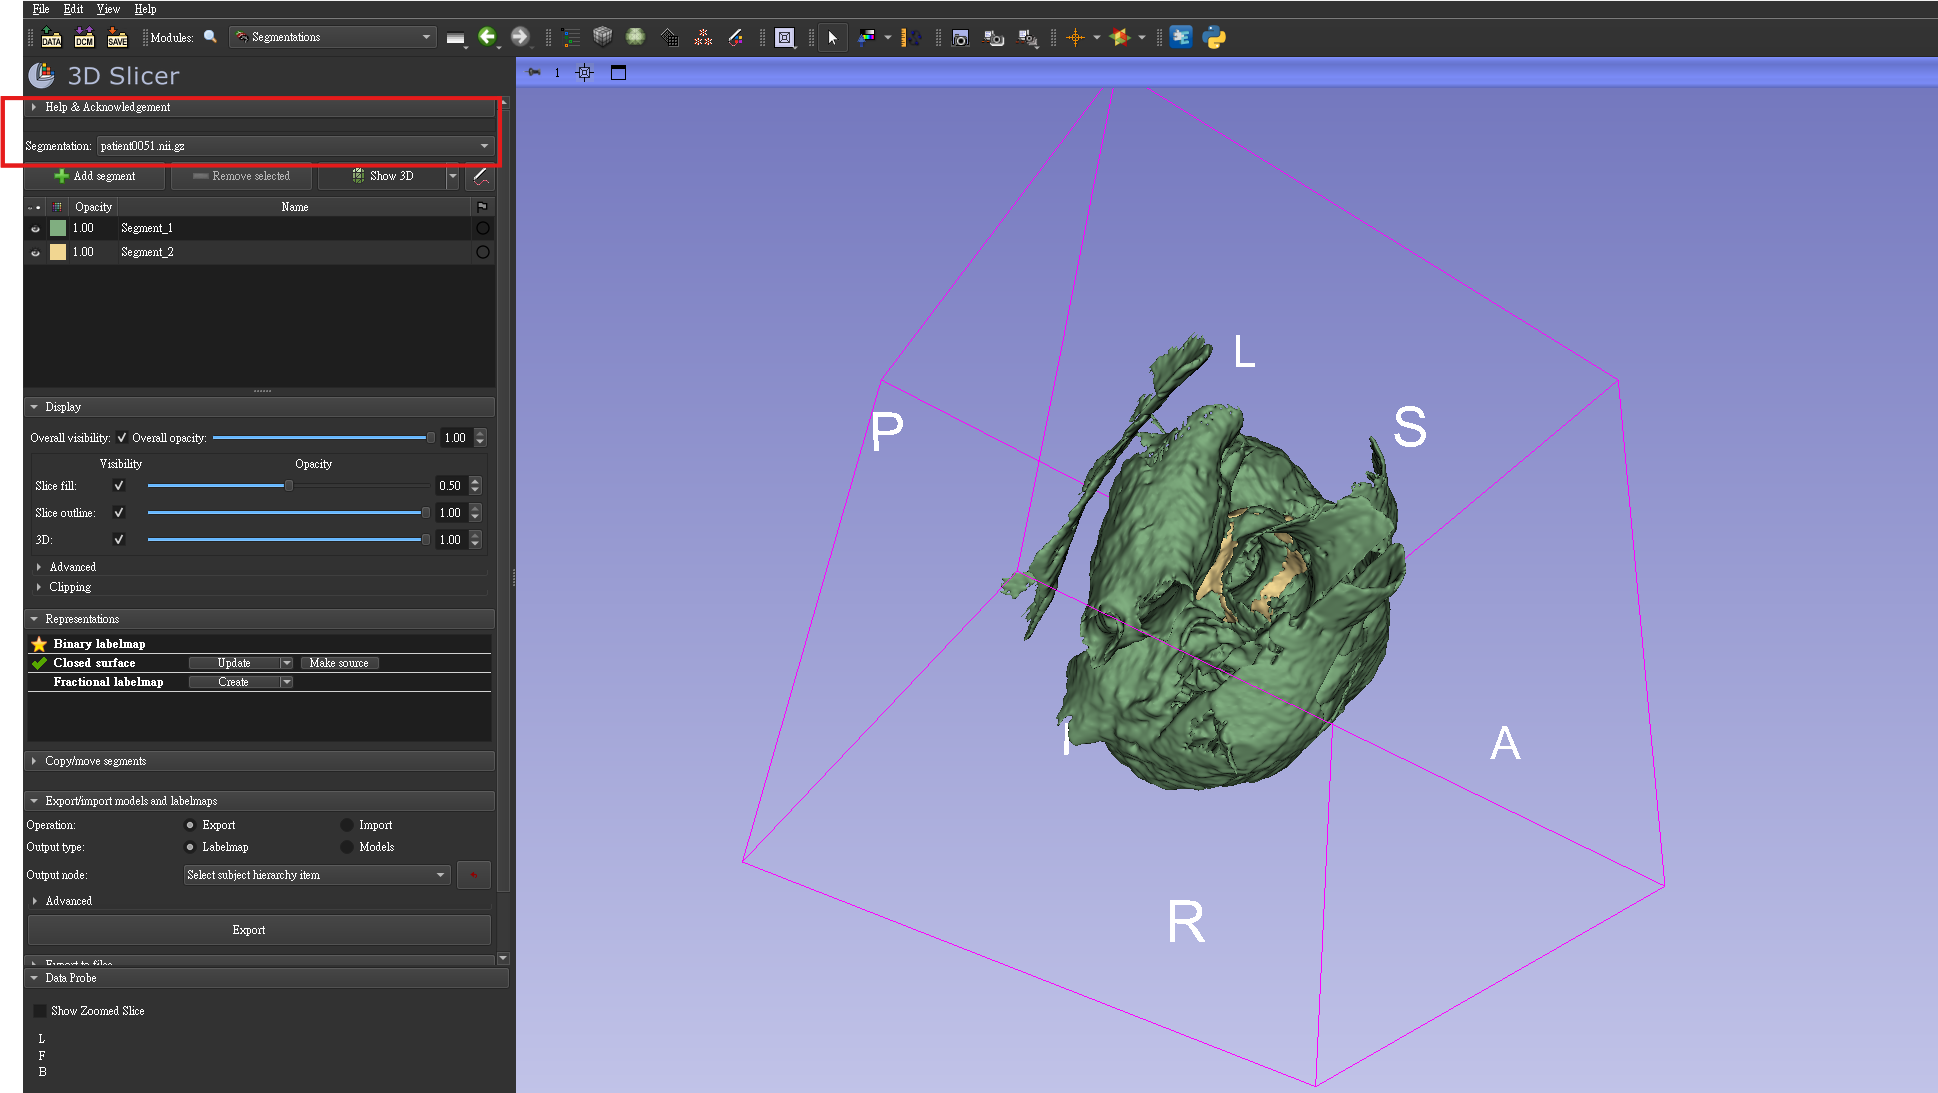 File Edit View Help
DATA DCM SAVE Modules: Segmentations
1
3D Slicer
Help & Acknowledgement
Segmentation: patient0051.nii.gz
Add segment Remove selected Show 3D
Opacity Name
1.00 Segment_1
1.00 Segment_2
Display
Overall visibility: Overall opacity: 1.00
Visibility Opacity
Slice fill: 0.50
Slice outline: 1.00
3D: 1.00
Advanced
Clipping
Representations
Binary labelmap
Closed surface Update Make source
Fractional labelmap Create
Copy/move segments
Export/import models and labelmaps
Operation: Export Import
Output type: Labelmap Models
Output node: Select subject hierarchy item
Advanced
Export
Export to files
Data Probe
Show Zoomed Slice
L
F
B
L
P
S
I
A
R